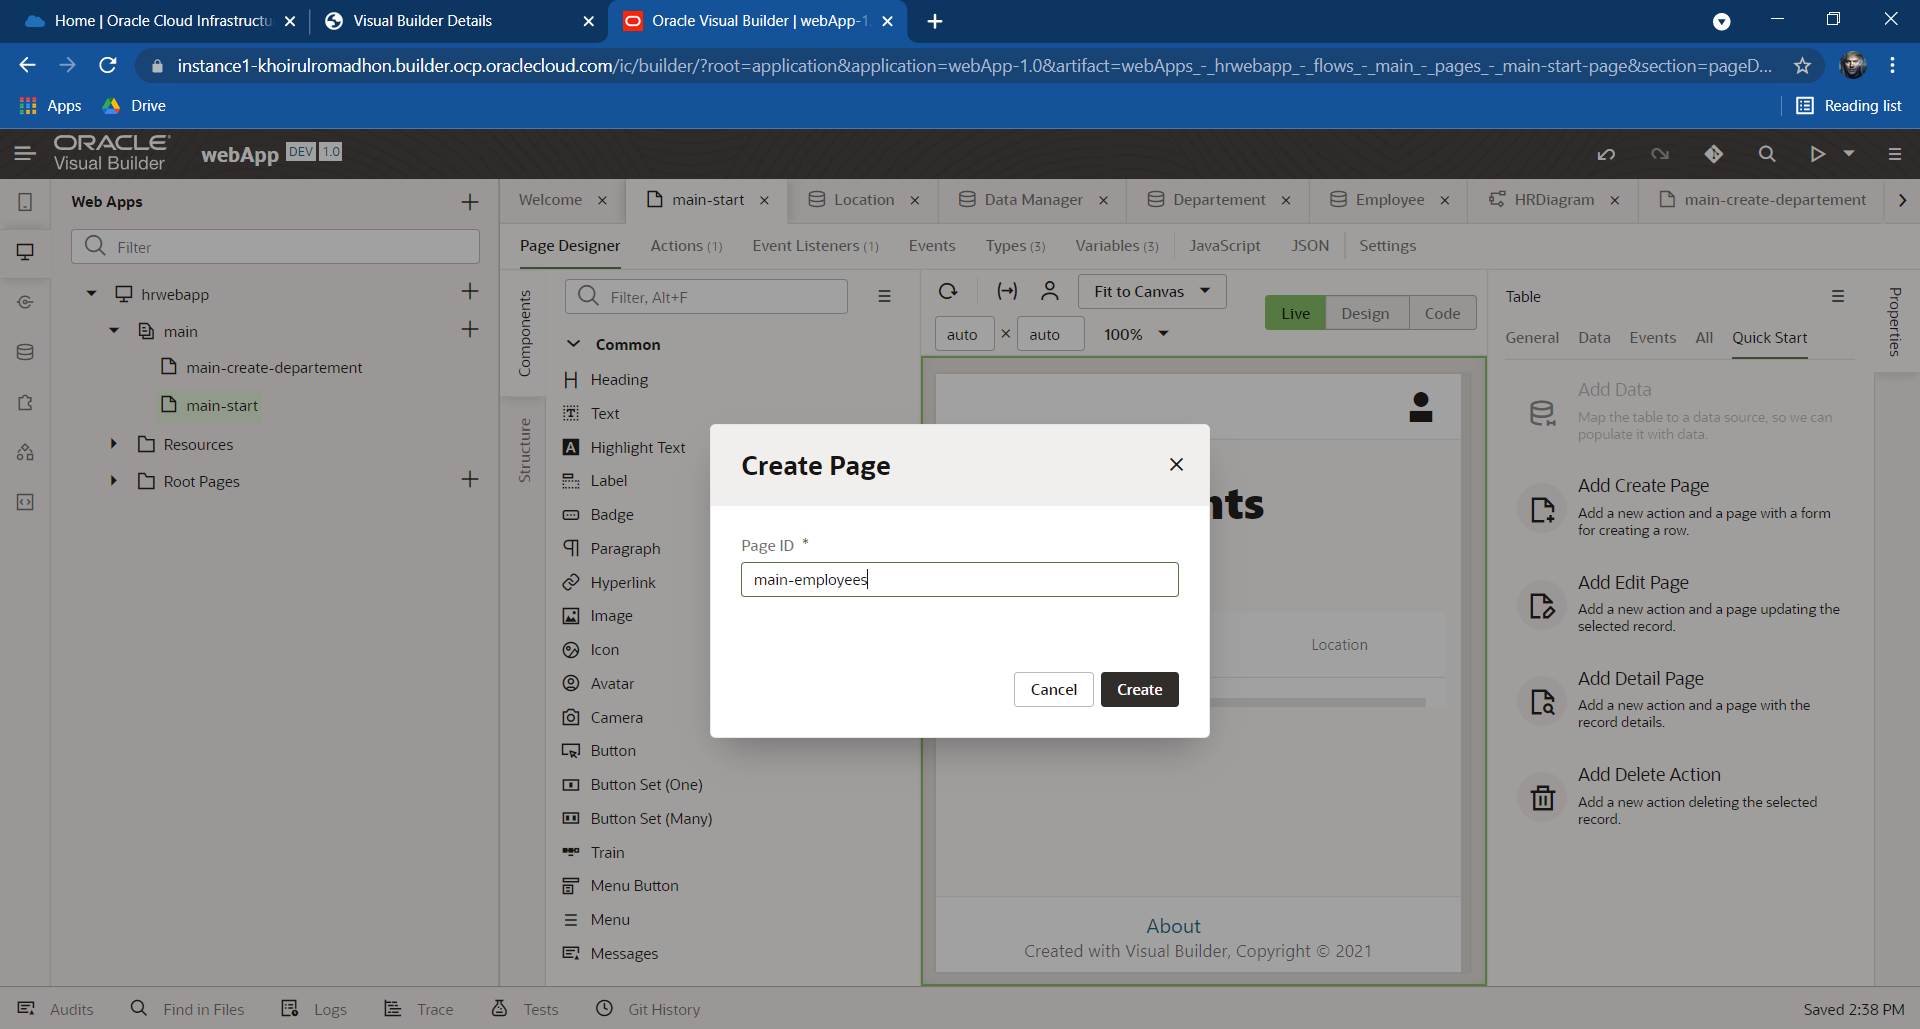 Home | Oracle Cloud Infrastructu
Visual Builder Details
Oracle Visual Builder | webApp-1.
instance1-khoirulromadhon.builder.ocp.oraclecloud.com/ic/builder/?root=application&application=webApp-1.0&artifact=webApps_-_hrwebapp_-_flows_-_main_-_pages_-_main-start-page&section=pageD...
Apps
Drive
Reading list
ORACLE
Visual Builder
webApp DEV 1.0
Web Apps
Filter
hrwebapp
main
main-create-departement
main-start
Resources
Root Pages
Welcome
main-start
Location
Data Manager
Departement
Employee
HRDiagram
main-create-departement
Page Designer
Actions (1)
Event Listeners (1)
Events
Types (3)
Variables (3)
JavaScript
JSON
Settings
Components
Structure
Filter, Alt+F
Common
Heading
Text
Highlight Text
Label
Badge
Paragraph
Hyperlink
Image
Icon
Avatar
Camera
Button
Button Set (One)
Button Set (Many)
Train
Menu Button
Menu
Messages
Fit to Canvas
auto × auto
100%
Live
Design
Code
nts
Location
About
Created with Visual Builder, Copyright © 2021
Create Page
Page ID *
main-employees
Cancel
Create
Table
General
Data
Events
All
Quick Start
Add Data
Map the table to a data source, so we can
populate it with data.
Add Create Page
Add a new action and a page with a form
for creating a row.
Add Edit Page
Add a new action and a page updating the
selected record.
Add Detail Page
Add a new action and a page with the
record details.
Add Delete Action
Add a new action deleting the selected
record.
Properties
Audits
Find in Files
Logs
Trace
Tests
Git History
Saved 2:38 PM